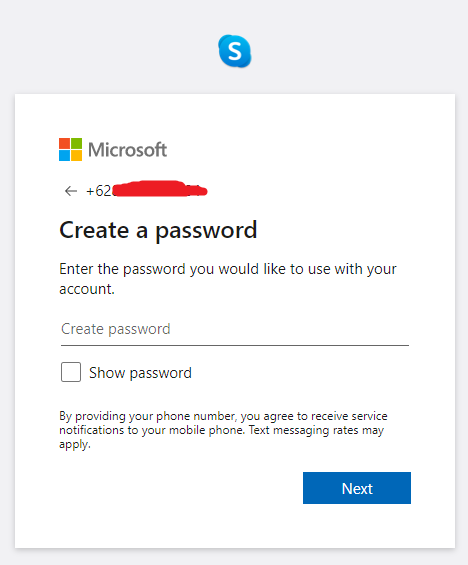 S
Microsoft
← +62
Create a password
Enter the password you would like to use with your
account.
Create password
Show password
By providing your phone number, you agree to receive service
notifications to your mobile phone. Text messaging rates may
apply.
Next